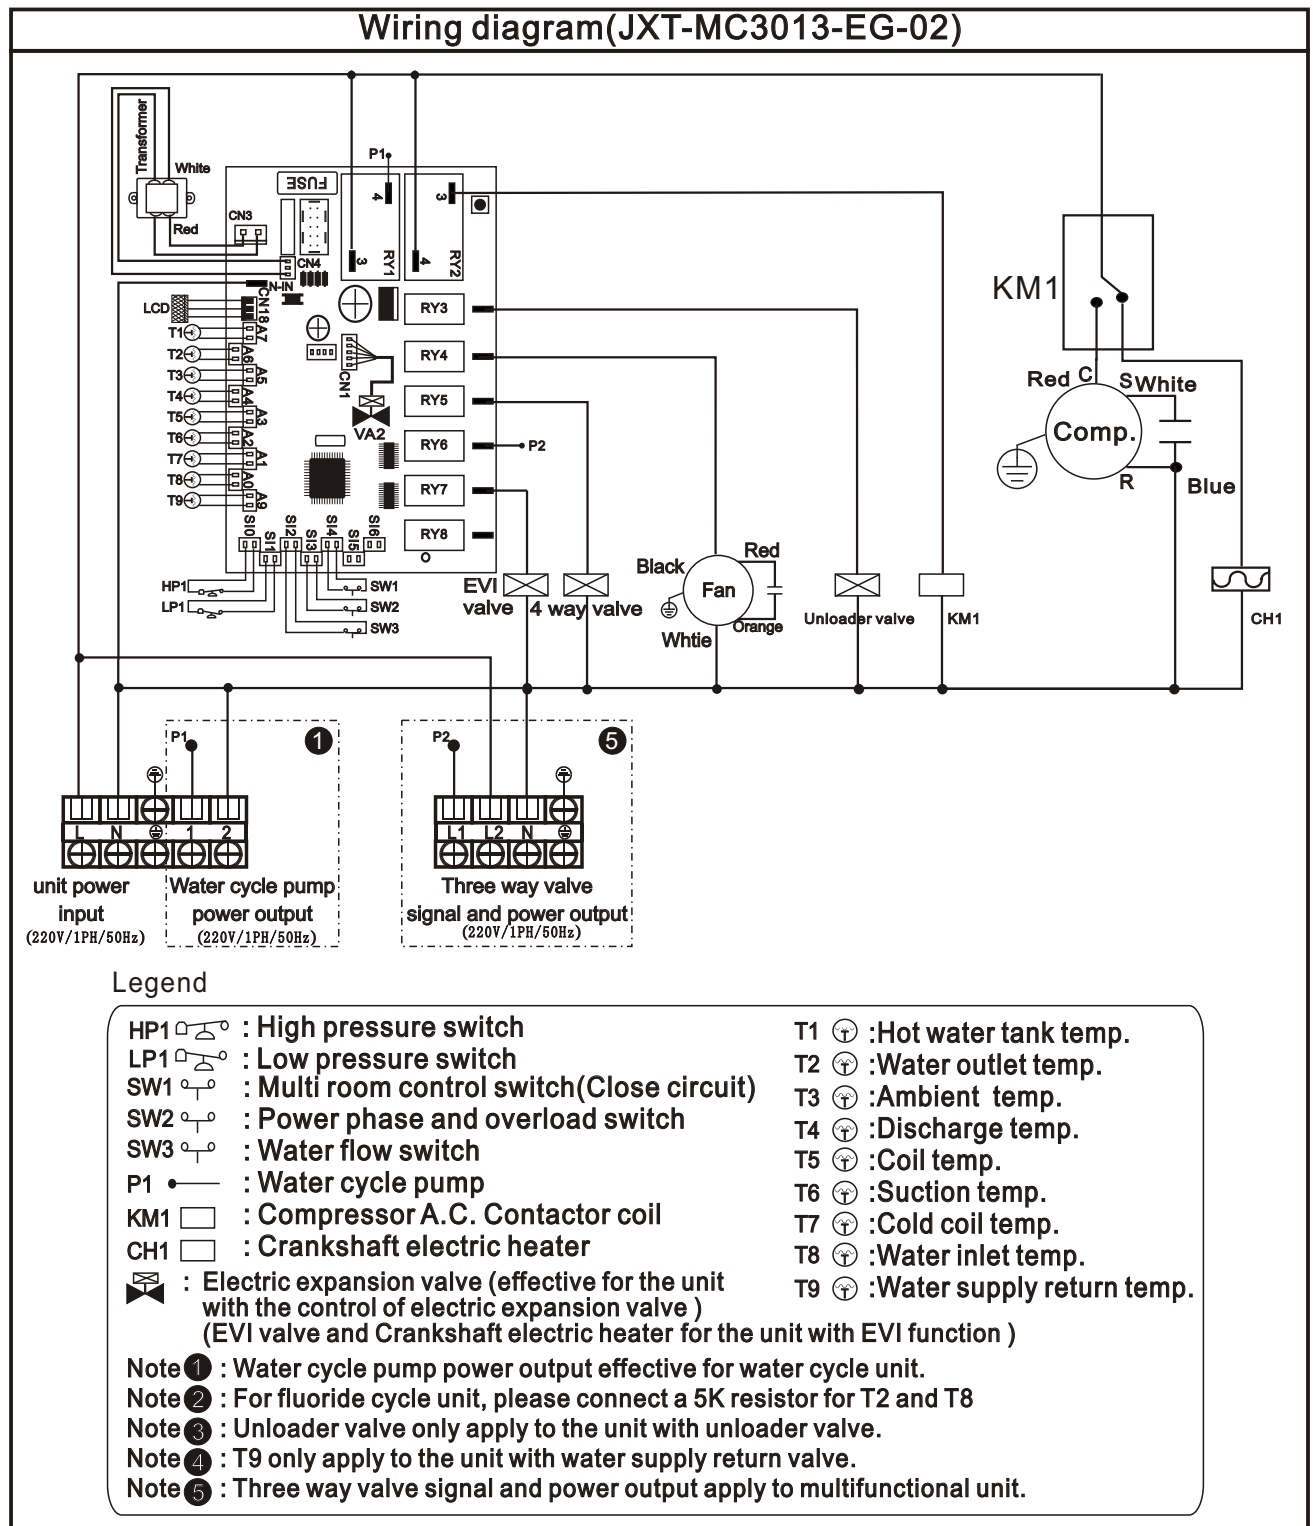 Wiring diagram(JXT-MC3013-EG-02)
Transformer
White
Red
P1
FUSE
4
3
3
4
RY1
RY2
CN3
CN4
N-IN
CN18
LCD
T1
T2
T3
T4
T5
T6
T7
T8
T9
A7
A6
A5
A4
A3
A2
A1
A0
A9
CN1
VA2
RY3
RY4
RY5
RY6
P2
RY7
RY8
SI0
SI1
SI2
SI3
SI4
SI5
SI6
HP1
LP1
SW1
SW2
SW3
KM1
Red C
S White
Comp.
R
Blue
EVI
valve
4 way valve
Black
Red
Fan
Orange
Whtie
Unloader valve
KM1
CH1
P1
1
P2
5
L N 1 2
L1 L2 N
unit power
input
(220V/1PH/50Hz)
Water cycle pump
power output
(220V/1PH/50Hz)
Three way valve
signal and power output
(220V/1PH/50Hz)
Legend
HP1 : High pressure switch
LP1 : Low pressure switch
SW1 : Multi room control switch(Close circuit)
SW2 : Power phase and overload switch
SW3 : Water flow switch
P1 : Water cycle pump
KM1 : Compressor A.C. Contactor coil
CH1 : Crankshaft electric heater
: Electric expansion valve (effective for the unit
with the control of electric expansion valve )
(EVI valve and Crankshaft electric heater for the unit with EVI function )
T1 T :Hot water tank temp.
T2 T :Water outlet temp.
T3 T :Ambient temp.
T4 T :Discharge temp.
T5 T :Coil temp.
T6 T :Suction temp.
T7 T :Cold coil temp.
T8 T :Water inlet temp.
T9 T :Water supply return temp.
Note 1 : Water cycle pump power output effective for water cycle unit.
Note 2 : For fluoride cycle unit, please connect a 5K resistor for T2 and T8
Note 3 : Unloader valve only apply to the unit with unloader valve.
Note 4 : T9 only apply to the unit with water supply return valve.
Note 5 : Three way valve signal and power output apply to multifunctional unit.